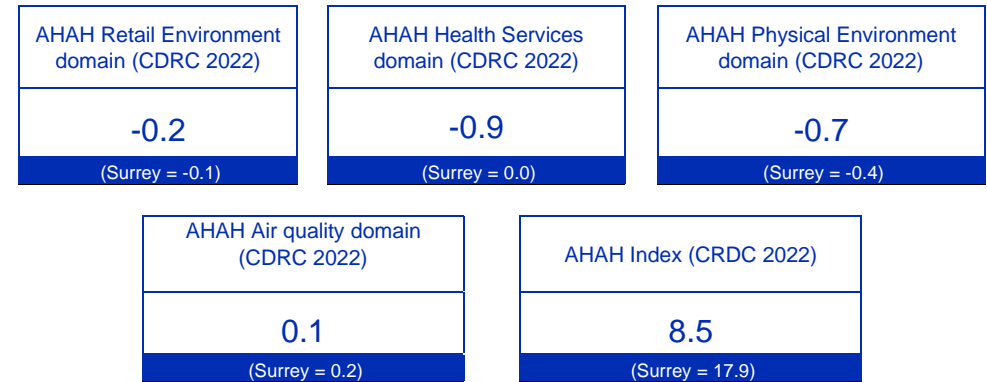 AHAH Retail Environment
domain (CDRC 2022)
-0.2
(Surrey = -0.1)
AHAH Health Services
domain (CDRC 2022)
-0.9
(Surrey = 0.0)
AHAH Physical Environment
domain (CDRC 2022)
-0.7
(Surrey = -0.4)
AHAH Air quality domain
(CDRC 2022)
0.1
(Surrey = 0.2)
AHAH Index (CRDC 2022)
8.5
(Surrey = 17.9)